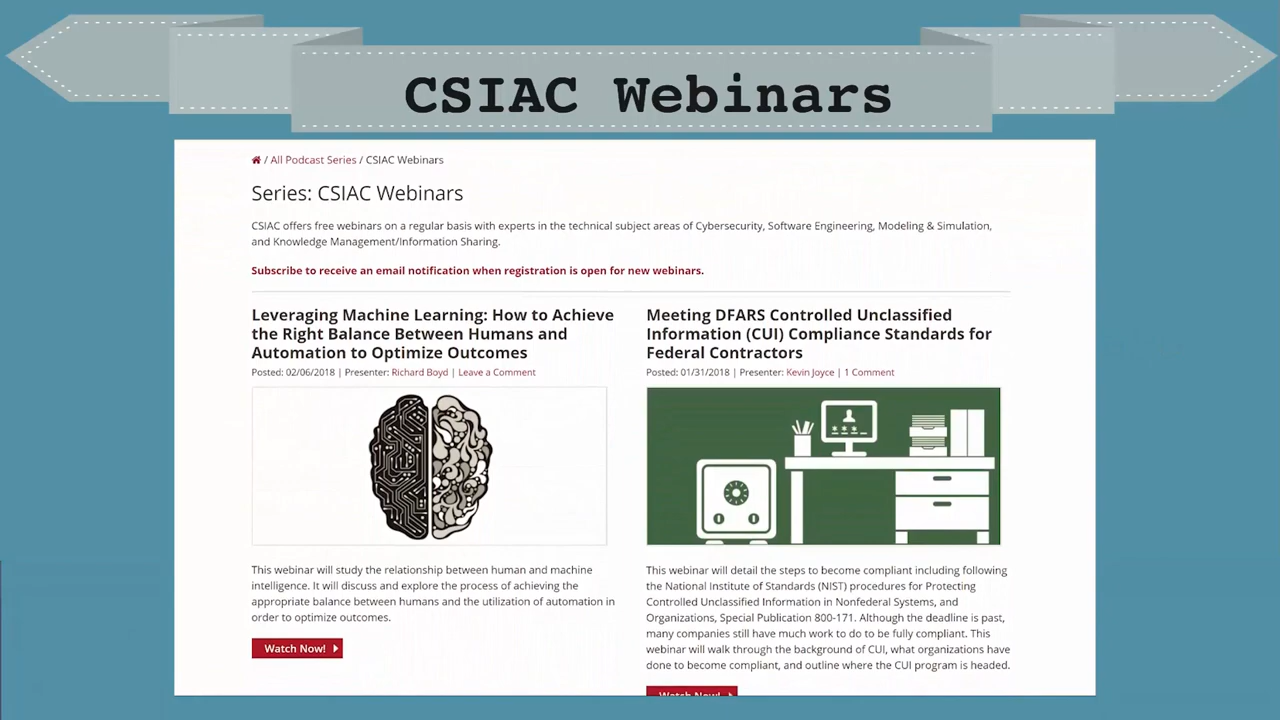 CSIAC Webinars
/ All Podcast Series / CSIAC Webinars
Series: CSIAC Webinars
CSIAC offers free webinars on a regular basis with experts in the technical subject areas of Cybersecurity, Software Engineering, Modeling & Simulation,
and Knowledge Management/Information Sharing.
Subscribe to receive an email notification when registration is open for new webinars.
Leveraging Machine Learning: How to Achieve
the Right Balance Between Humans and
Automation to Optimize Outcomes
Posted: 02/06/2018 | Presenter: Richard Boyd | Leave a Comment
This webinar will study the relationship between human and machine
intelligence. It will discuss and explore the process of achieving the
appropriate balance between humans and the utilization of automation in
order to optimize outcomes.
Watch Now!
Meeting DFARS Controlled Unclassified
Information (CUI) Compliance Standards for
Federal Contractors
Posted: 01/31/2018 | Presenter: Kevin Joyce | 1 Comment
This webinar will detail the steps to become compliant including following
the National Institute of Standards (NIST) procedures for Protecting
Controlled Unclassified Information in Nonfederal Systems, and
Organizations, Special Publication 800-171. Although the deadline is past,
many companies still have much work to do to be fully compliant. This
webinar will walk through the background of CUI, what organizations have
done to become compliant, and outline where the CUI program is headed.
Watch Now!